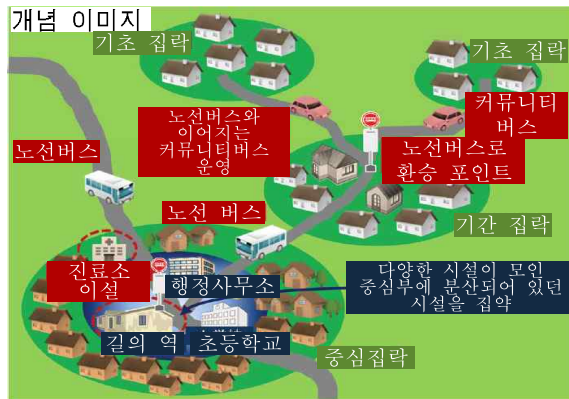 개념 이미지
기초 집락
기초 집락
노선버스와
이어지는
커뮤니티버스
운영
커뮤니티
버스
노선버스
노선버스로
환승 포인트
노선 버스
기간 집락
진료소
이설
행정사무소
다양한 시설이 모인
중심부에 분산되어 있던
시설을 집약
길의 역
초등학교
중심집락